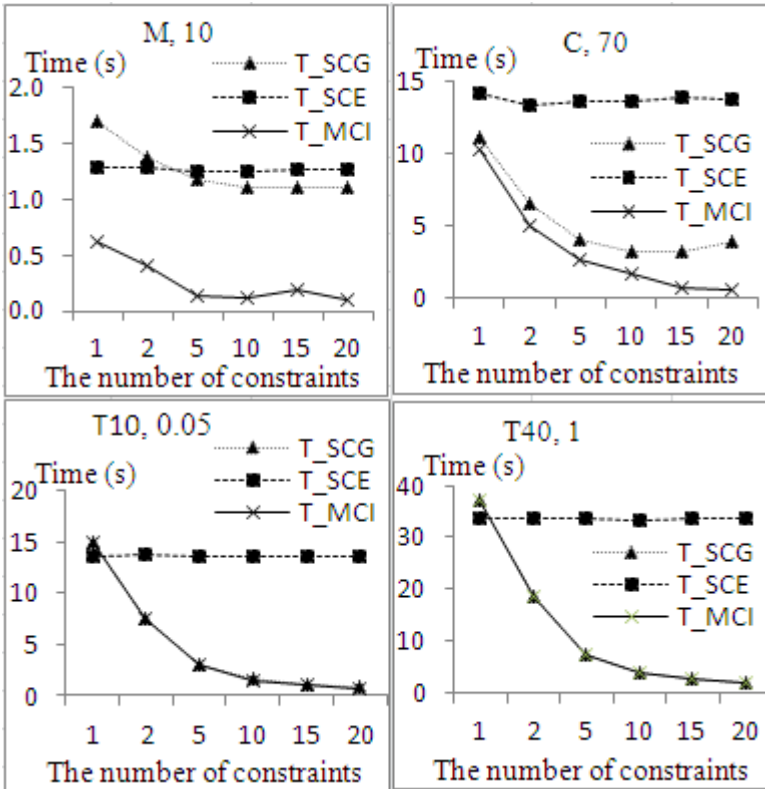 M, 10
Time (s)
T_SCG
T_SCE
T_MCI
2.0
1.5
1.0
0.5
0.0
1 2 5 10 15 20
The number of constraints
C, 70
Time (s)
15
10
5
0
T_SCG
T_SCE
T_MCI
1 2 5 10 15 20
The number of constraints
T10, 0.05
Time (s)
T_SCG
T_SCE
T_MCI
20
15
10
5
0
1 2 5 10 15 20
The number of constraints
T40, 1
Time (s)
40
30
20
10
0
T_SCG
T_SCE
T_MCI
1 2 5 10 15 20
The number of constraints